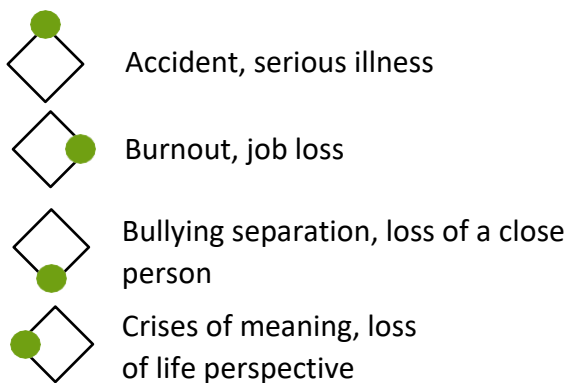 Accident, serious illness
Burnout, job loss
Bullying separation, loss of a close
person
Crises of meaning, loss
of life perspective